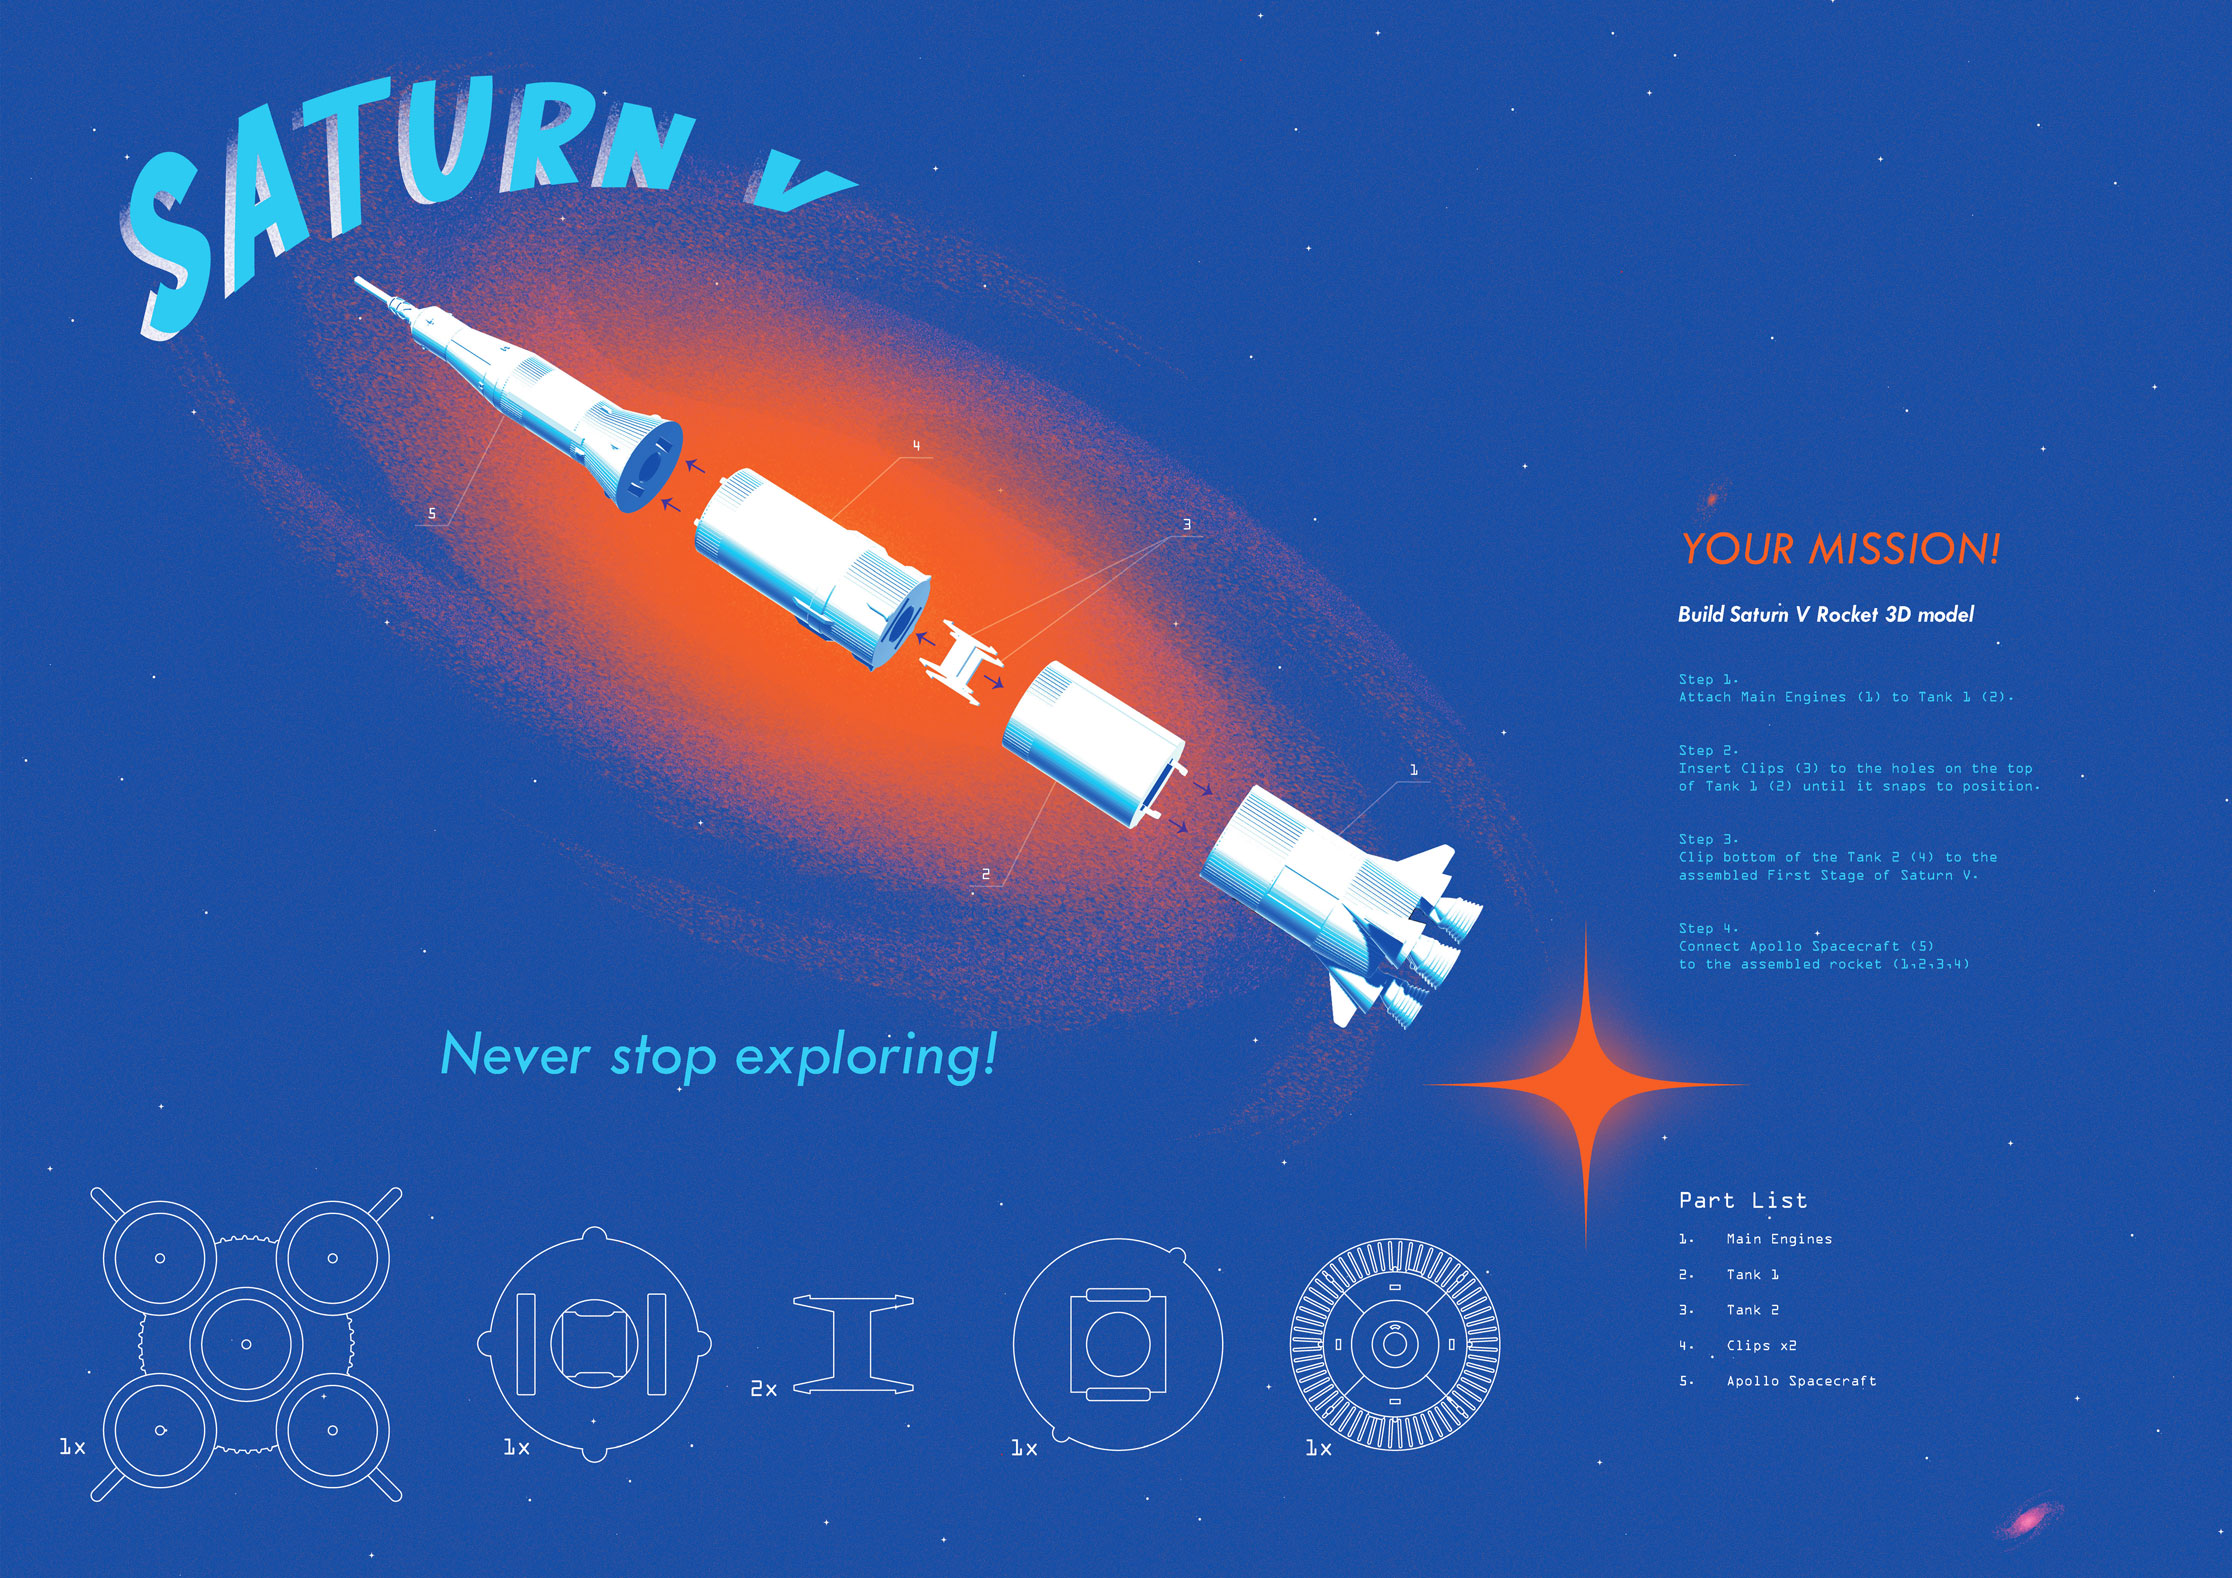 SATURN V
4
5
3
YOUR MISSION!
Build Saturn V Rocket 3D model
Step 1.
Attach Main Engines (1) to Tank 1 (2).
Step 2.
Insert Clips (3) to the holes on the top
of Tank 1 (2) until it snaps to position.
1
Step 3.
Clip bottom of the Tank 2 (4) to the
assembled First Stage of Saturn V.
2
Step 4.
Connect Apollo Spacecraft (5)
to the assembled rocket (1,2,3,4)
Never stop exploring!
Part List
1. Main Engines
2. Tank 1
3. Tank 2
4. Clips x2
5. Apollo Spacecraft
1x
1x
2x
1x
1x